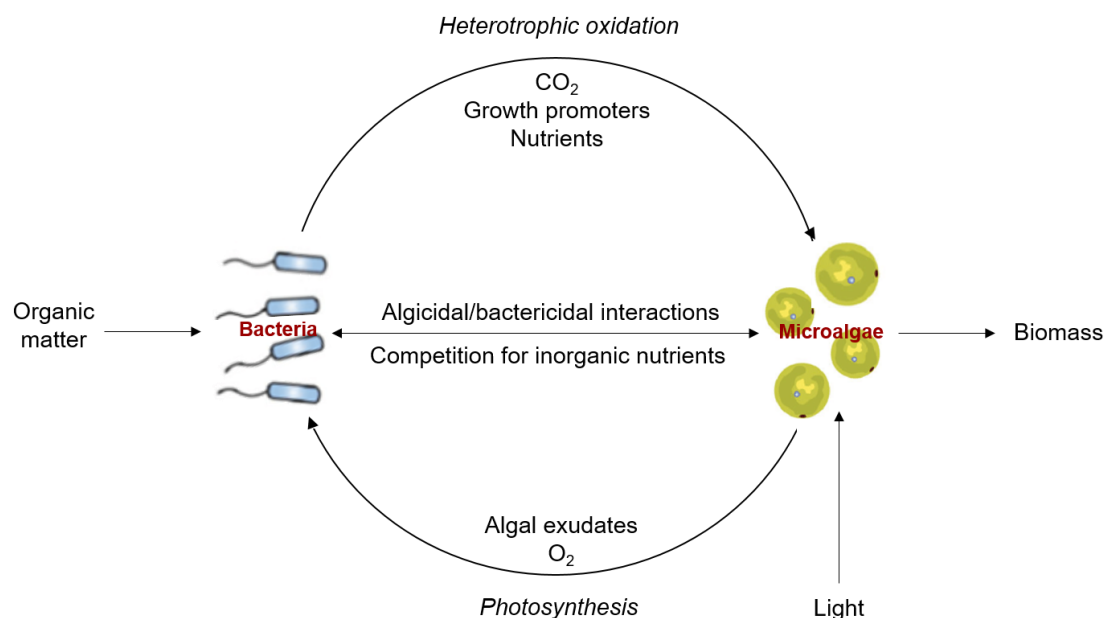 Heterotrophic oxidation
CO₂
Growth promoters
Nutrients
Organic
matter
Bacteria
Algicidal/bactericidal interactions
Competition for inorganic nutrients
Microalgae
Biomass
Algal exudates
O₂
Photosynthesis
Light